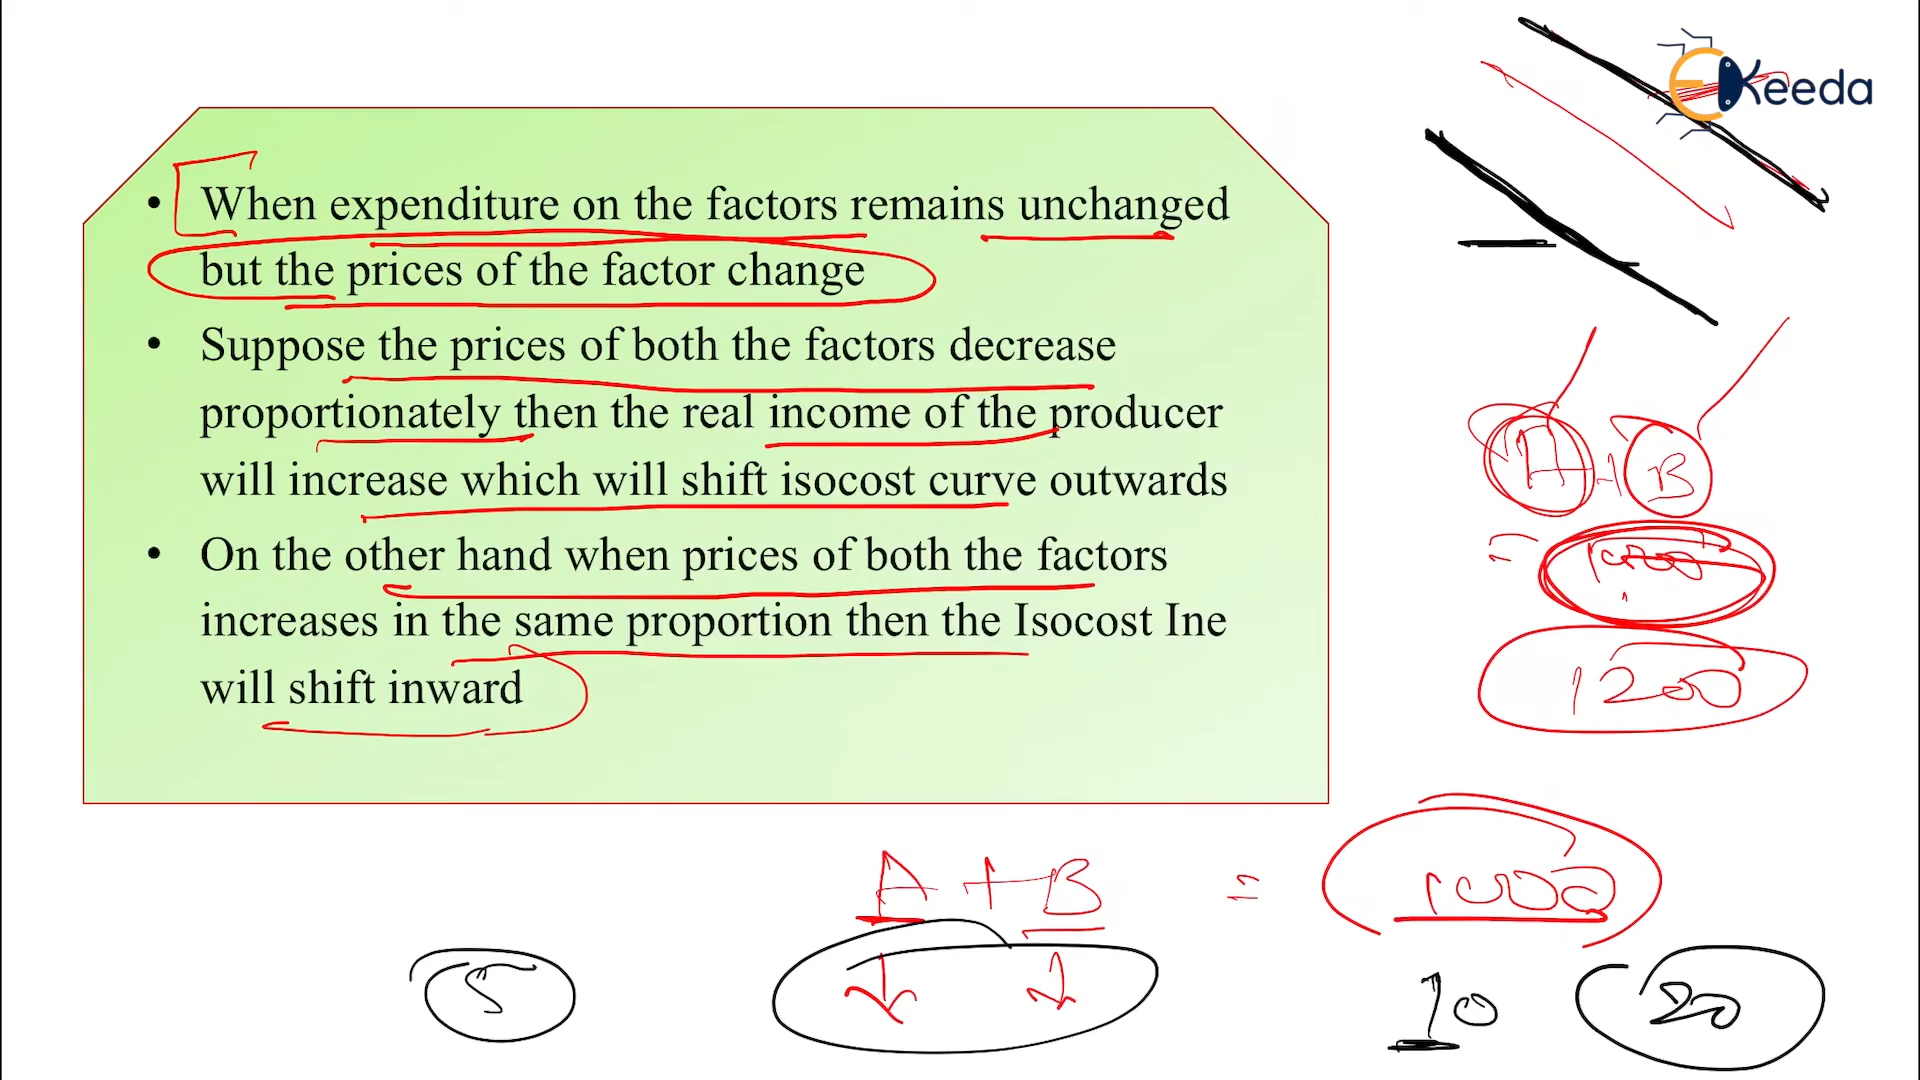 EKeeda
• When expenditure on the factors remains unchanged
but the prices of the factor change
• Suppose the prices of both the factors decrease
proportionately then the real income of the producer
will increase which will shift isocost curve outwards
• On the other hand when prices of both the factors
increases in the same proportion then the Isocost Ine
will shift inward
A + B
= 1000
1200
A + B = 1000
5
10 20